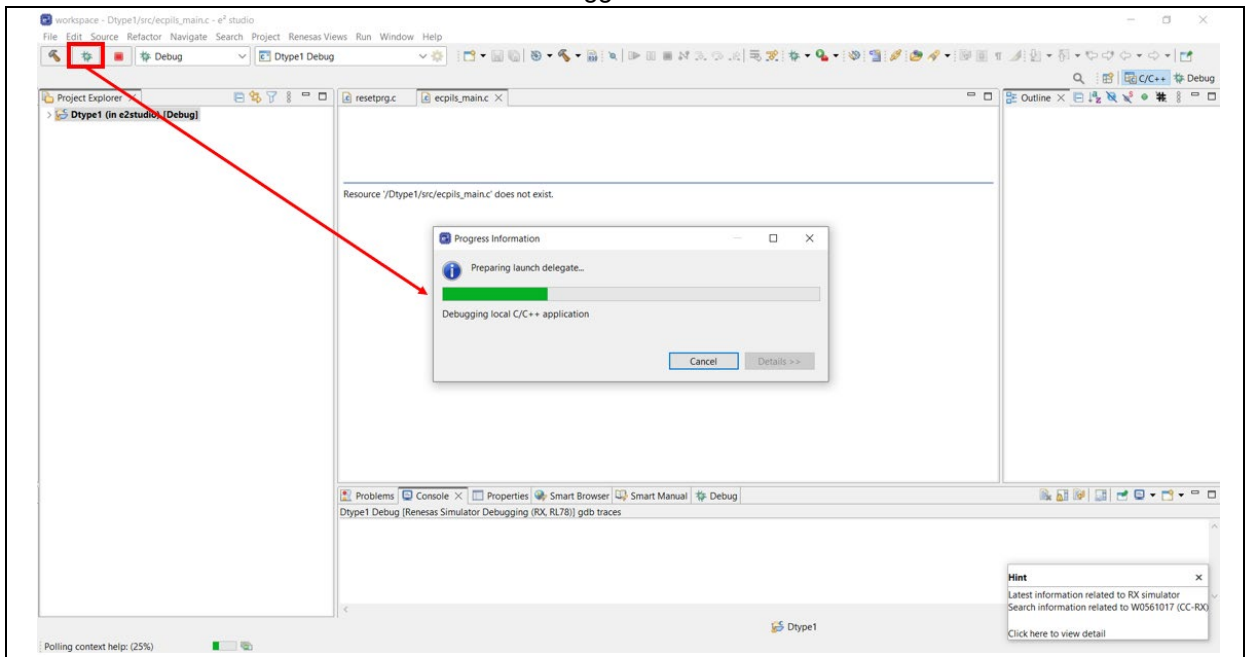 workspace - Dtype1/src/ecpils_main.c - e² studio
File Edit Source Refactor Navigate Search Project Renesas Views Run Window Help
Debug
Dtype1 Debug
C/C++
Debug
Project Explorer
Dtype1 (in e2studio) [Debug]
resetprg.c
ecpils_main.c
Outline
Resource '/Dtype1/src/ecpils_main.c' does not exist.
Progress Information
Preparing launch delegate...
Debugging local C/C++ application
Cancel
Details >>
Problems Console Properties Smart Browser Smart Manual Debug
Dtype1 Debug [Renesas Simulator Debugging (RX, RL78)] gdb traces
Hint
Latest information related to RX simulator
Search information related to W0561017 (CC-RX)
Click here to view detail
Dtype1
Polling context help: (25%)